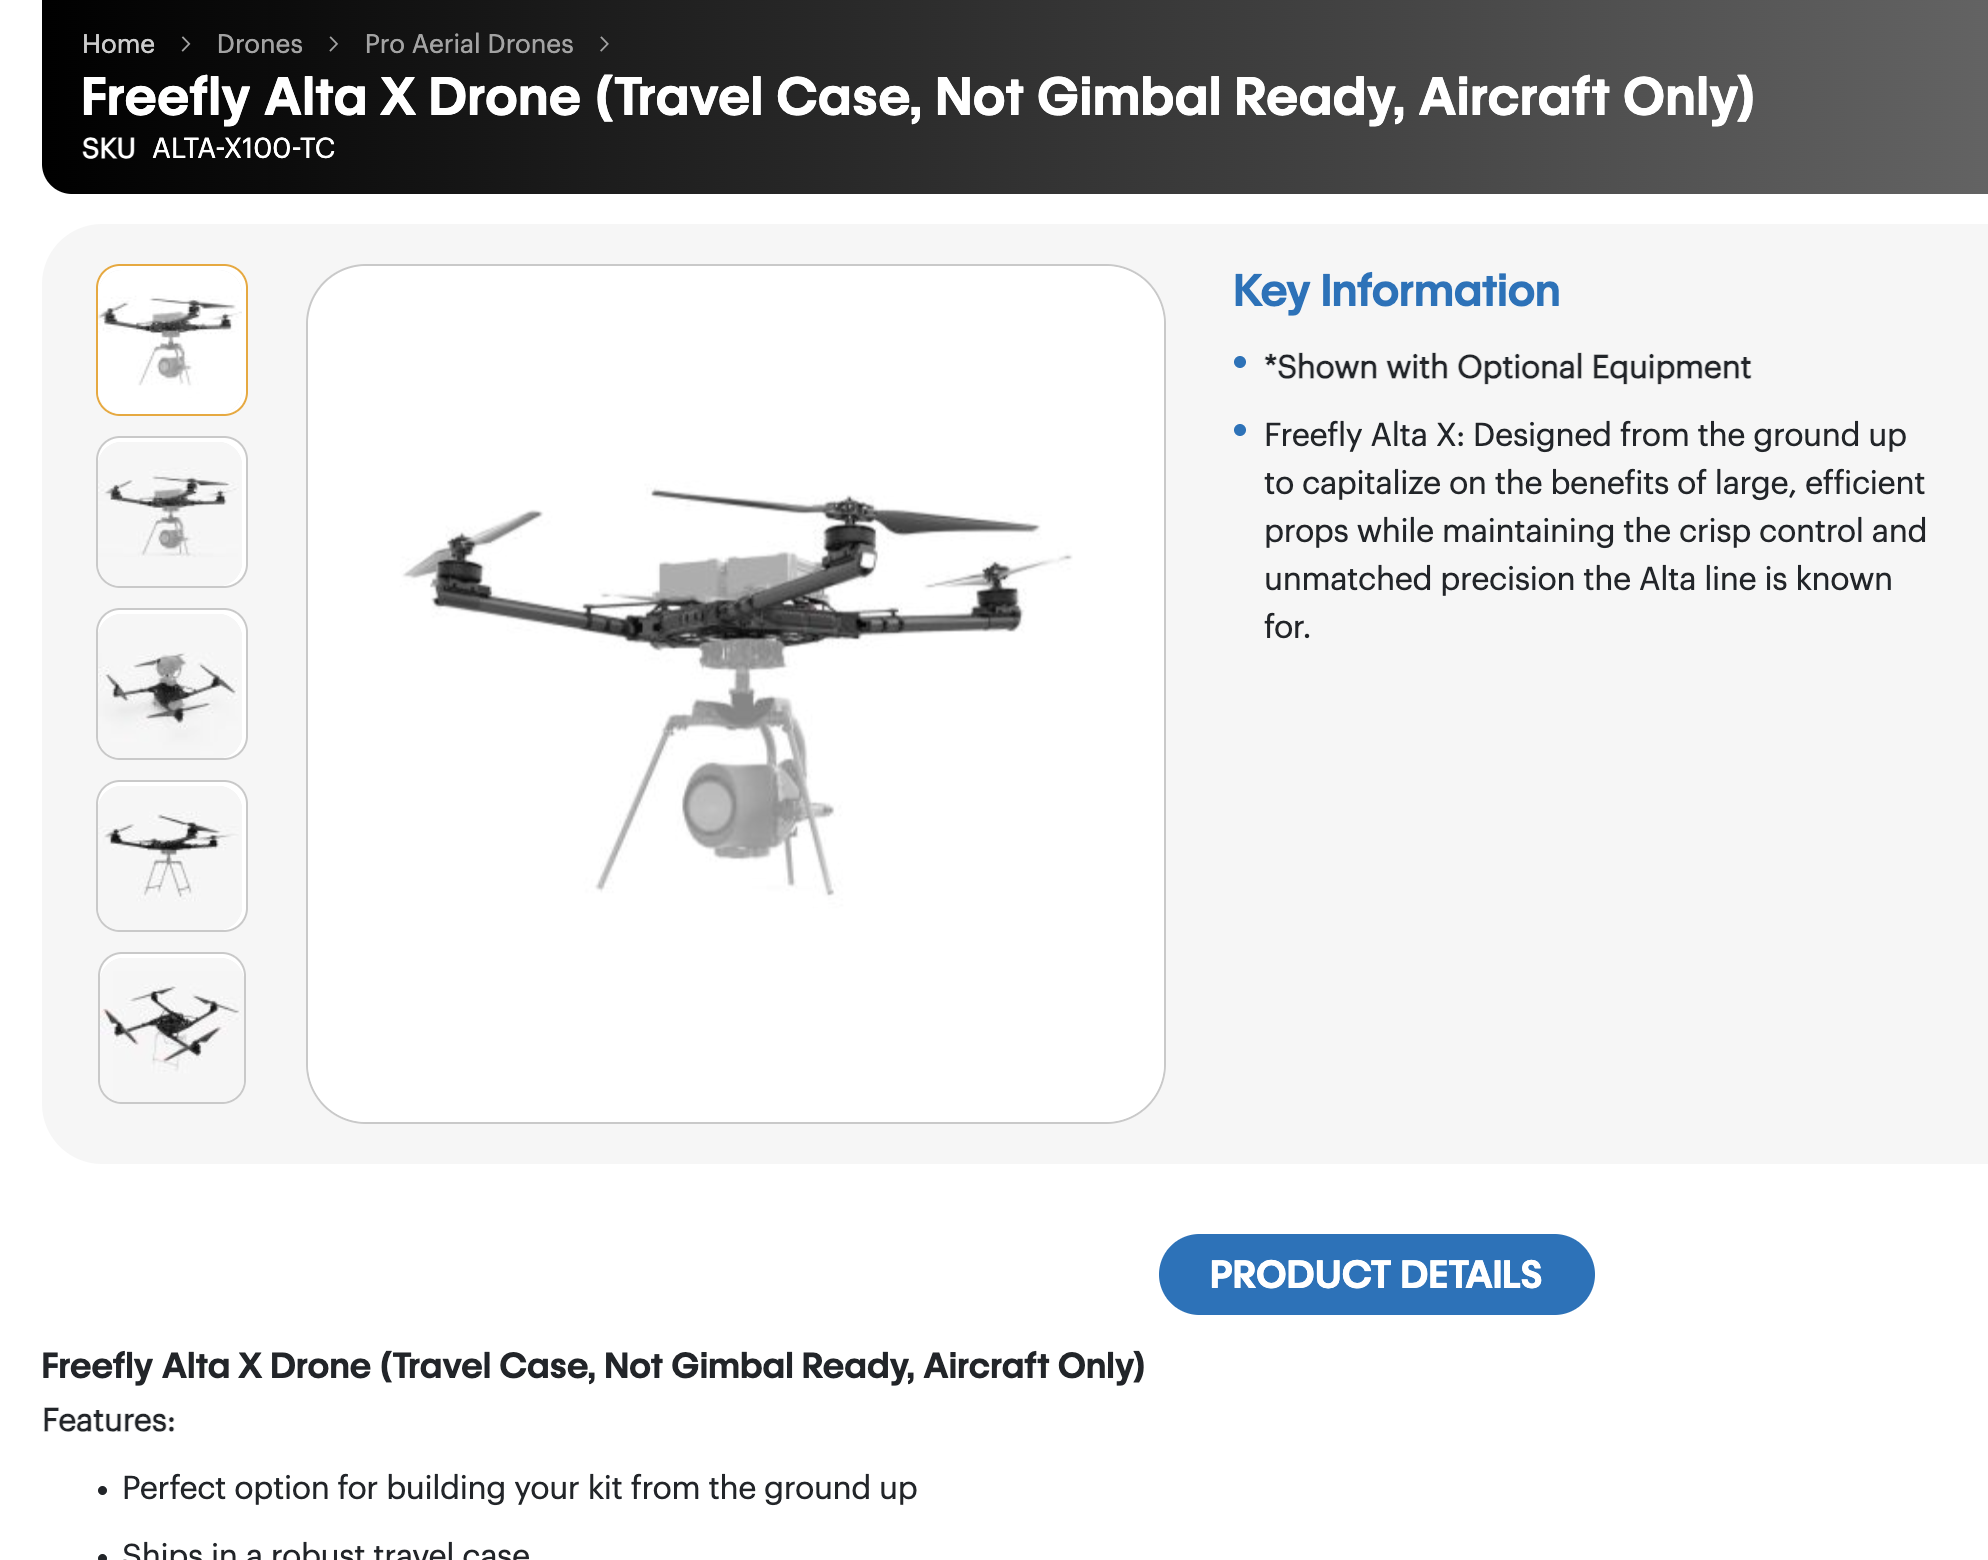 Home > Drones > Pro Aerial Drones >
Freefly Alta X Drone (Travel Case, Not Gimbal Ready, Aircraft Only)
SKU ALTA-X100-TC
Key Information
• *Shown with Optional Equipment
• Freefly Alta X: Designed from the ground up
to capitalize on the benefits of large, efficient
props while maintaining the crisp control and
unmatched precision the Alta line is known
for.
PRODUCT DETAILS
Freefly Alta X Drone (Travel Case, Not Gimbal Ready, Aircraft Only)
Features:
• Perfect option for building your kit from the ground up
• Ships in a robust travel case